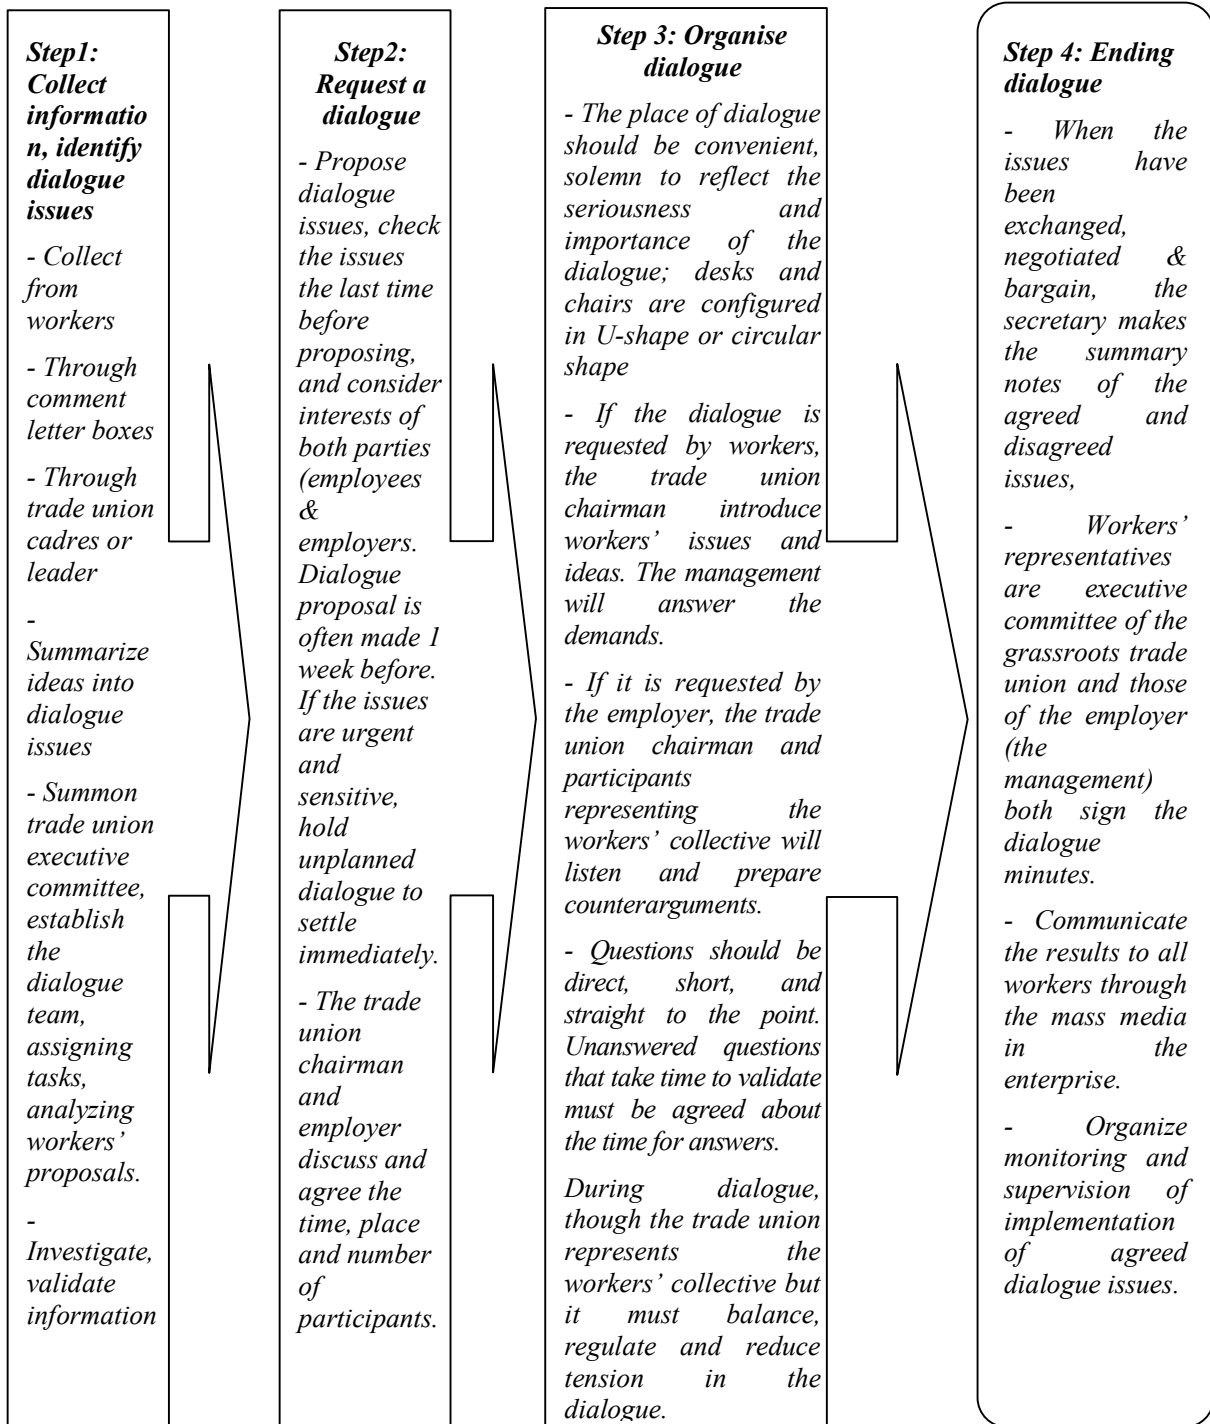 Step1:
Collect
informatio
n, identify
dialogue
issues
- Collect
from
workers
- Through
comment
letter boxes
- Through
trade union
cadres or
leader
-
Summarize
ideas into
dialogue
issues
- Summon
trade union
executive
committee,
establish
the
dialogue
team,
assigning
tasks,
analyzing
workers’
proposals.
-
Investigate,
validate
information
Step2:
Request a
dialogue
- Propose
dialogue
issues, check
the issues
the last time
before
proposing,
and consider
interests of
both parties
(employees
&
employers.
Dialogue
proposal is
often made 1
week before.
If the issues
are urgent
and
sensitive,
hold
unplanned
dialogue to
settle
immediately.
- The trade
union
chairman
and
employer
discuss and
agree the
time, place
and number
of
participants.
Step 3: Organise
dialogue
- The place of dialogue
should be convenient,
solemn to reflect the
seriousness and
importance of the
dialogue; desks and
chairs are configured
in U-shape or circular
shape
- If the dialogue is
requested by workers,
the trade union
chairman introduce
workers’ issues and
ideas. The management
will answer the
demands.
- If it is requested by
the employer, the trade
union chairman and
participants
representing the
workers’ collective will
listen and prepare
counterarguments.
- Questions should be
direct, short, and
straight to the point.
Unanswered questions
that take time to validate
must be agreed about
the time for answers.
During dialogue,
though the trade union
represents the
workers’ collective but
it must balance,
regulate and reduce
tension in the
dialogue.
Step 4: Ending
dialogue
- When the
issues have
been
exchanged,
negotiated &
bargain, the
secretary makes
the summary
notes of the
agreed and
disagreed
issues,
- Workers’
representatives
are executive
committee of the
grassroots trade
union and those
of the employer
(the
management)
both sign the
dialogue
minutes.
- Communicate
the results to all
workers through
the mass media
in the
enterprise.
- Organize
monitoring and
supervision of
implementation
of agreed
dialogue issues.